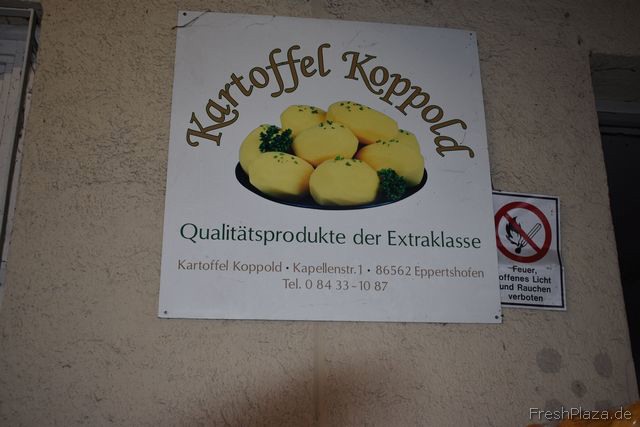 Kartoffel Koppold
Qualitätsprodukte der Extraklasse
Kartoffel Koppold • Kapellenstr.1 • 86562 Eppertshofen
Tel. 0 84 33 - 10 87
Feuer,
offenes Licht
und Rauchen
verboten
FreshPlaza.de